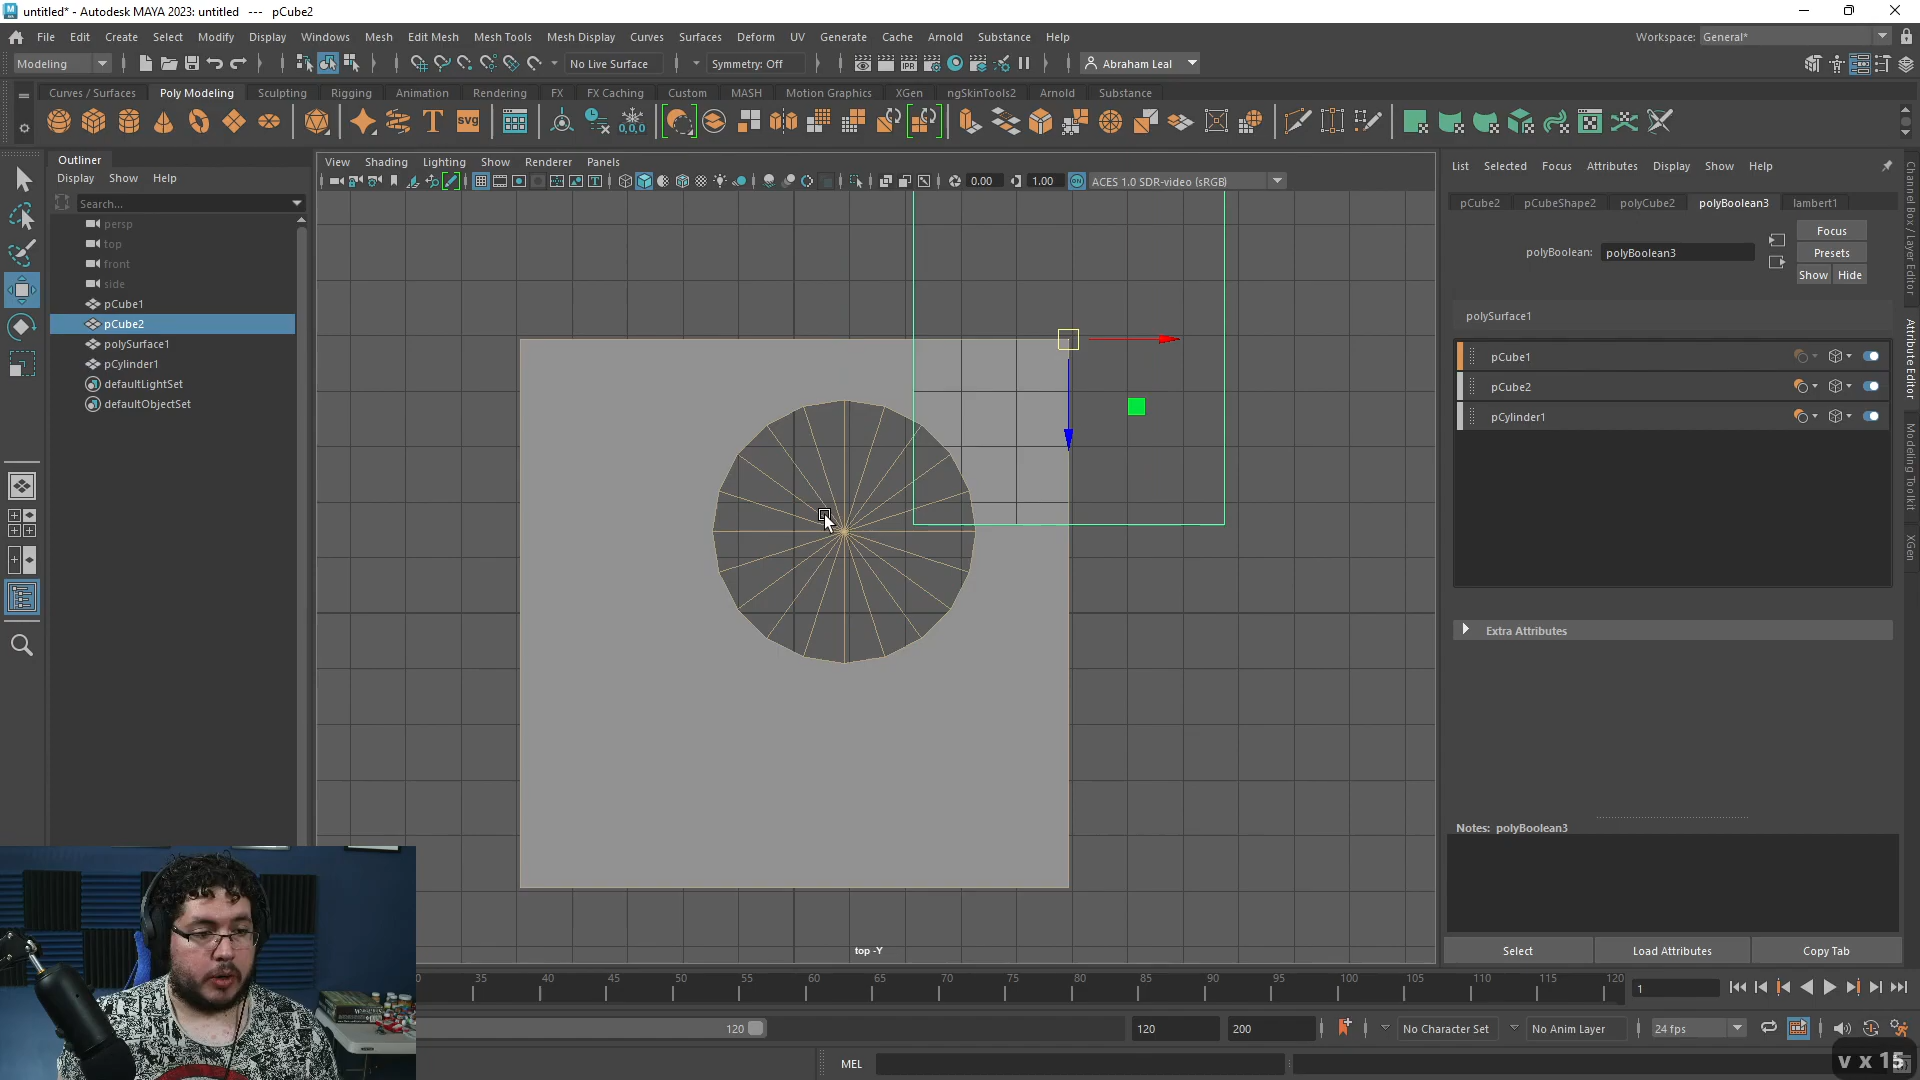 untitled* - Autodesk MAYA 2023: untitled --- pCube2
File Edit Create Select Modify Display Windows Mesh Edit Mesh Mesh Tools Mesh Display Curves Surfaces Deform UV Generate Cache Arnold Substance Help
Workspace: General*
Modeling
No Live Surface
Symmetry: Off
Abraham Leal
Curves / Surfaces Poly Modeling Sculpting Rigging Animation Rendering FX FX Caching Custom MASH Motion Graphics XGen ngSkinTools2 Arnold Substance
Outliner
Display Show Help
Search...
persp
top
front
side
pCube1
pCube2
polySurface1
pCylinder1
defaultLightSet
defaultObjectSet
View Shading Lighting Show Renderer Panels
0.00 1.00 ACES 1.0 SDR-video (sRGB)
top -Y
List Selected Focus Attributes Display Show Help
pCube2 pCubeShape2 polyCube2 polyBoolean3 lambert1
polyBoolean: polyBoolean3
Focus
Presets
Show Hide
polySurface1
pCube1
pCube2
pCylinder1
Extra Attributes
Notes: polyBoolean3
Select Load Attributes Copy Tab
Channel Box / Layer Editor
Attribute Editor
Modeling Toolkit
XGen
35 40 45 50 55 60 65 70 75 80 85 90 95 100 105 110 115 120
1
120 120 200
No Character Set
No Anim Layer
24 fps
MEL
v x 15